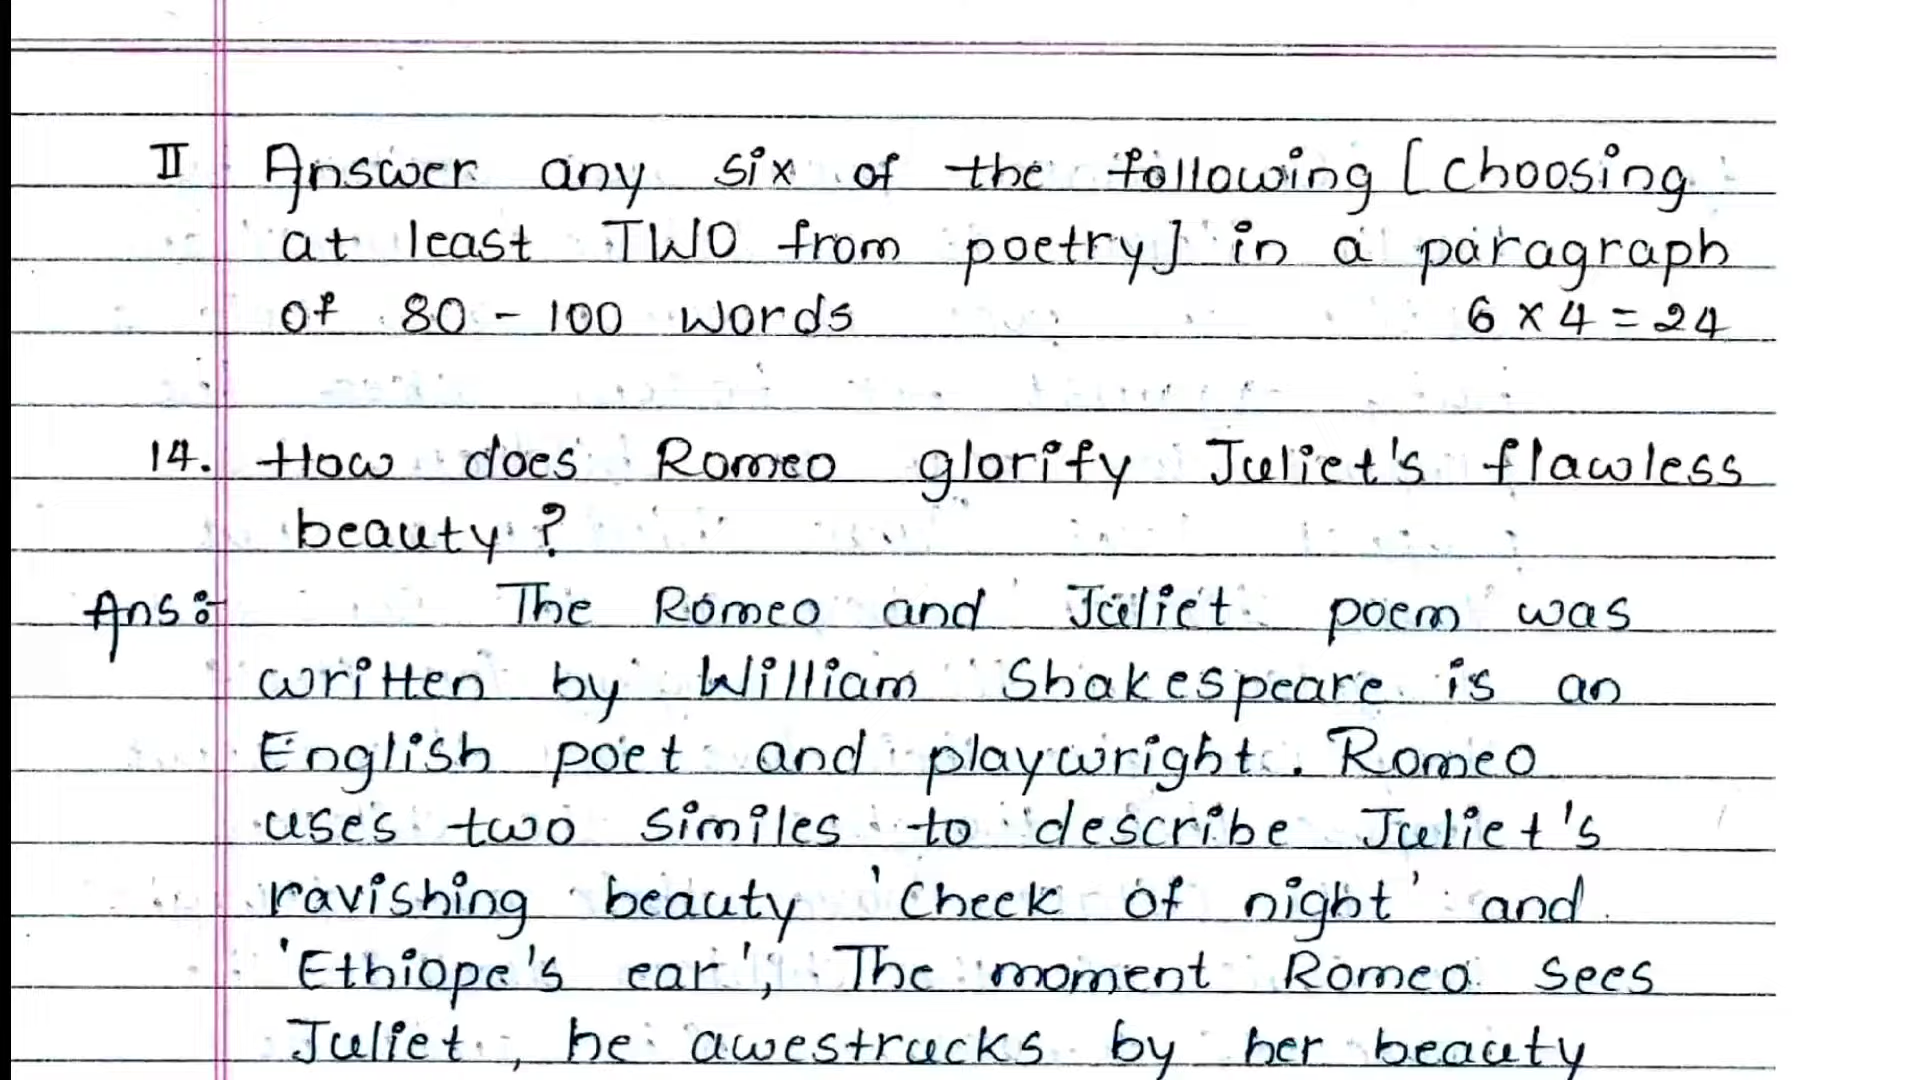 II Answer any six of the following [choosing
at least TWO from poetry] in a paragraph
of 80 - 100 words 6 x 4 = 24
14. How does Romeo glorify Juliet's flawless
beauty ?
Ans :- The Romeo and Juliet poem was
written by William Shakespeare is an
English poet and playwright. Romeo
uses two similes to describe Juliet's
ravishing beauty 'Cheek of night' and
'Ethiope's ear', The moment Romeo sees
Juliet, he awestrucks by her beauty